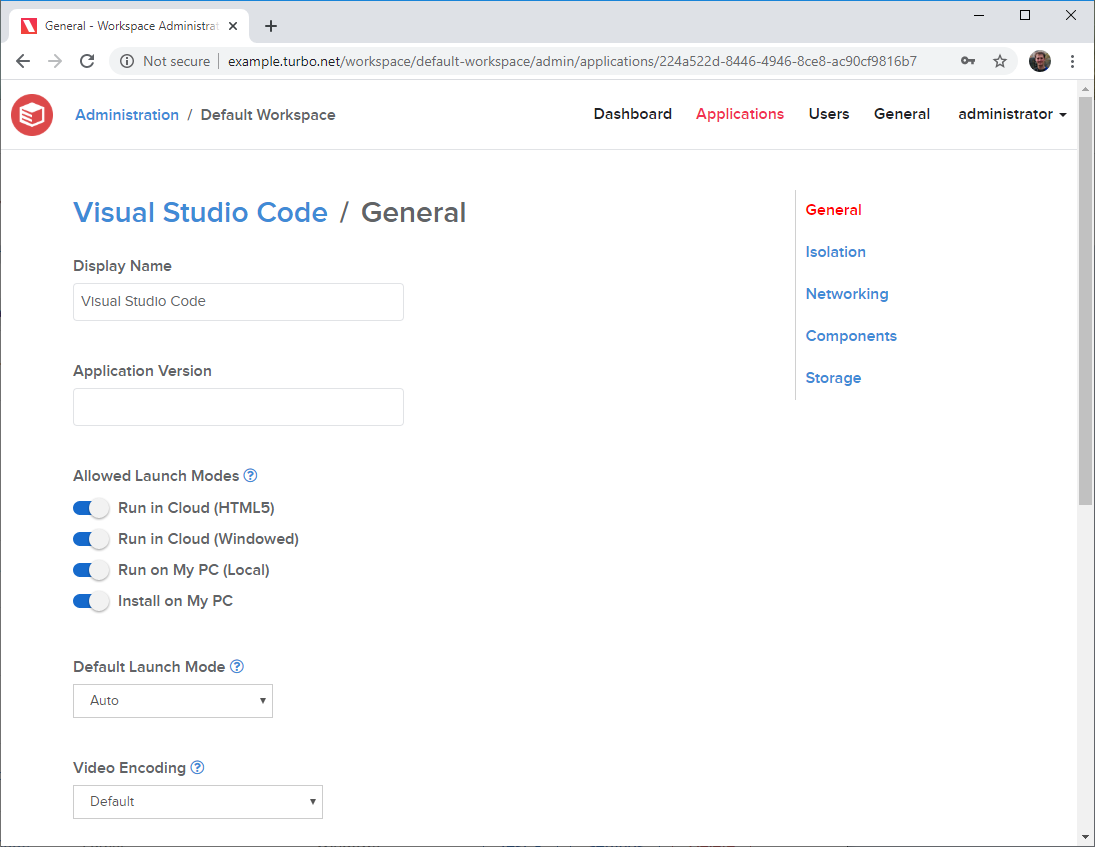 General - Workspace Administrat
Not secure
example.turbo.net/workspace/default-workspace/admin/applications/224a522d-8446-4946-8ce8-ac90cf9816b7
Administration / Default Workspace
Dashboard Applications Users General administrator
Visual Studio Code / General
General
Isolation
Networking
Components
Storage
Display Name
Visual Studio Code
Application Version
Allowed Launch Modes ?
Run in Cloud (HTML5)
Run in Cloud (Windowed)
Run on My PC (Local)
Install on My PC
Default Launch Mode ?
Auto
Video Encoding ?
Default